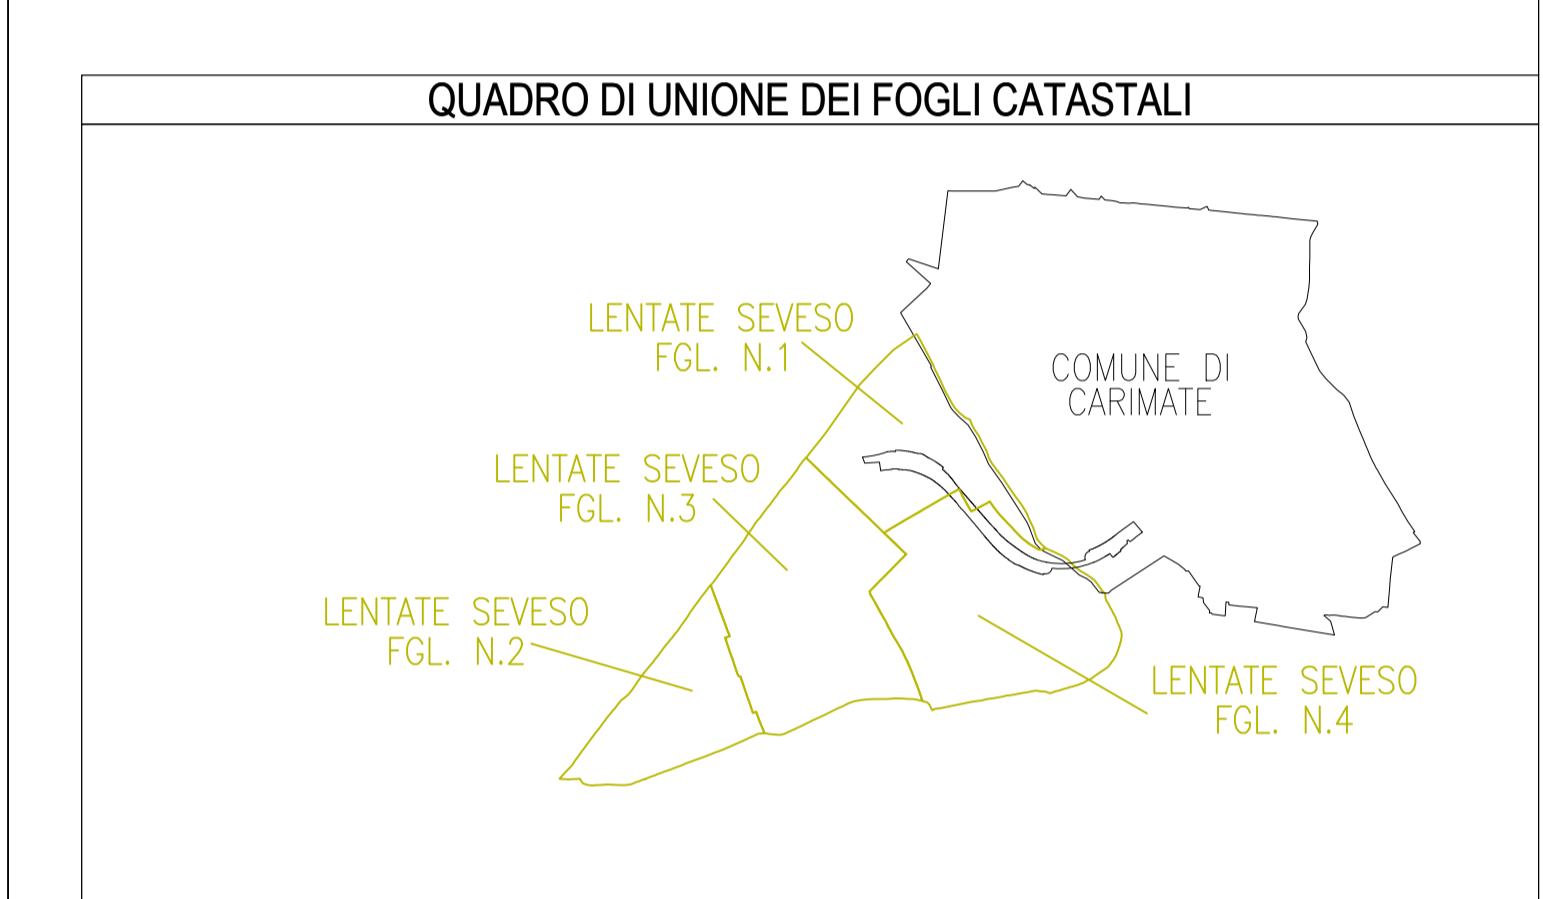 QUADRO DI UNIONE DEI FOGLI CATASTALI
LENTATE SEVESO
FGL. N.1
COMUNE DI
CARIMATE
LENTATE SEVESO
FGL. N.3
LENTATE SEVESO
FGL. N.2
LENTATE SEVESO
FGL. N.4